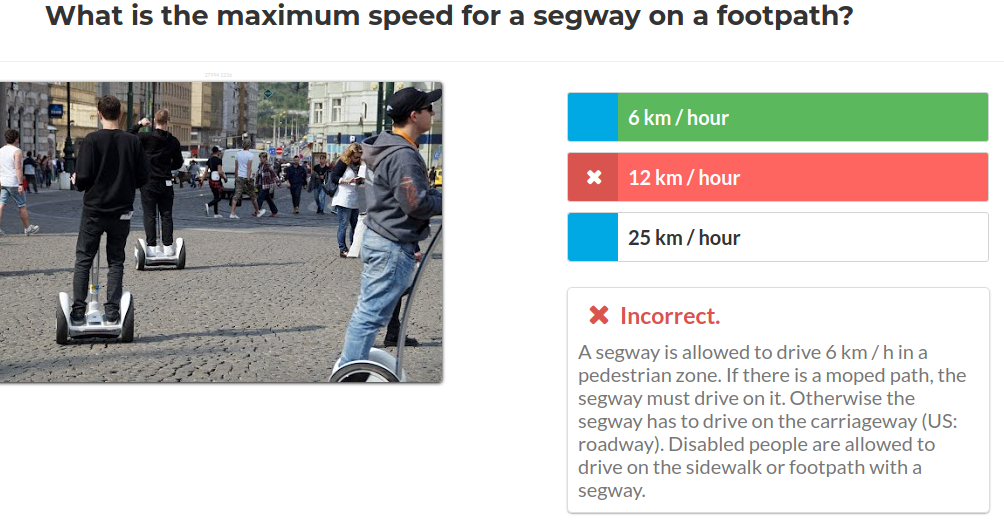 What is the maximum speed for a segway on a footpath?
6 km / hour
12 km / hour
25 km / hour
Incorrect.
A segway is allowed to drive 6 km / h in a
pedestrian zone. If there is a moped path, the
segway must drive on it. Otherwise the
segway has to drive on the carriageway (US:
roadway). Disabled people are allowed to
drive on the sidewalk or footpath with a
segway.